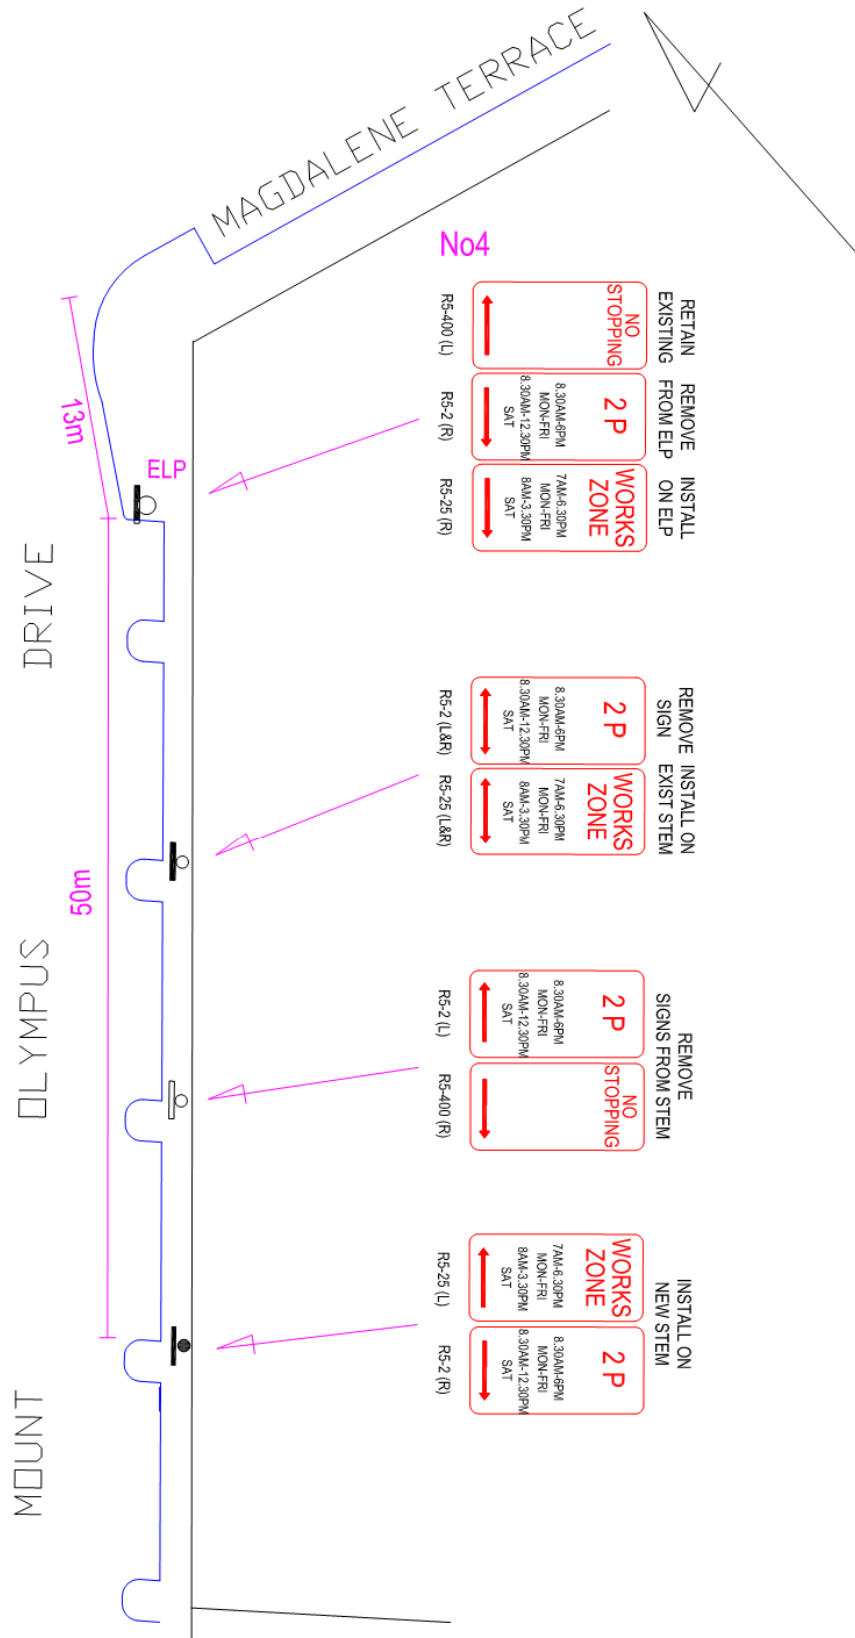 MAGDALENE TERRACE
No4
RETAIN
EXISTING
NO
STOPPING
R5-400 (L)
REMOVE
FROM ELP
2 P
8.30AM-6PM
MON-FRI
8.30AM-12.30PM
SAT
R5-2 (R)
INSTALL
ON ELP
WORKS
ZONE
7AM-6.30PM
MON-FRI
8AM-3.30PM
SAT
R5-25 (R)
13m
ELP
REMOVE
SIGN
2 P
8.30AM-6PM
MON-FRI
8.30AM-12.30PM
SAT
R5-2 (L&R)
INSTALL ON
EXIST STEM
WORKS
ZONE
7AM-6.30PM
MON-FRI
8AM-3.30PM
SAT
R5-25 (L&R)
50m
REMOVE
SIGNS FROM STEM
2 P
8.30AM-6PM
MON-FRI
8.30AM-12.30PM
SAT
R5-2 (L)
NO
STOPPING
R5-400 (R)
INSTALL ON
NEW STEM
WORKS
ZONE
7AM-6.30PM
MON-FRI
8AM-3.30PM
SAT
R5-25 (L)
2 P
8.30AM-6PM
MON-FRI
8.30AM-12.30PM
SAT
R5-2 (R)
MOUNT OLYMPUS DRIVE